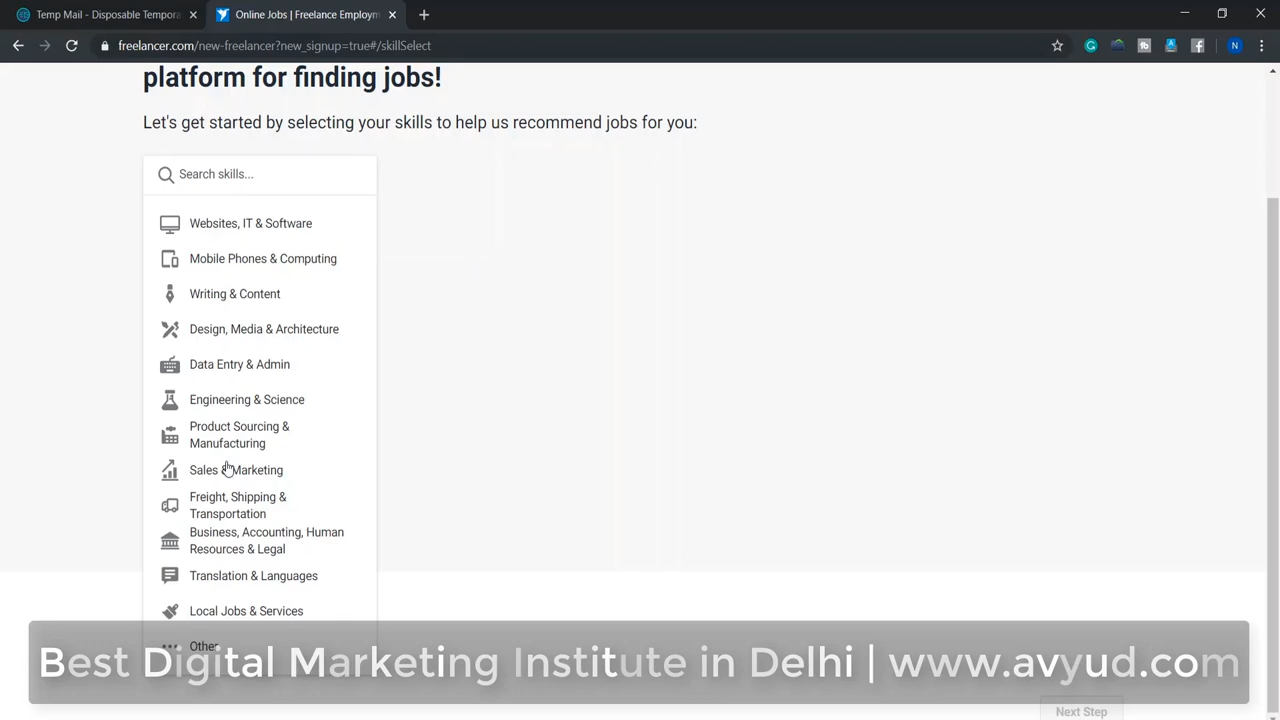 Temp Mail - Disposable Tempora
Online Jobs | Freelance Employm
freelancer.com/new-freelancer?new_signup=true#/skillSelect
N
platform for finding jobs!
Let's get started by selecting your skills to help us recommend jobs for you:
Search skills...
Websites, IT & Software
Mobile Phones & Computing
Writing & Content
Design, Media & Architecture
Data Entry & Admin
Engineering & Science
Product Sourcing &
Manufacturing
Sales & Marketing
Freight, Shipping &
Transportation
Business, Accounting, Human
Resources & Legal
Translation & Languages
Local Jobs & Services
Other
Best Digital Marketing Institute in Delhi | www.avyud.com
Next Step